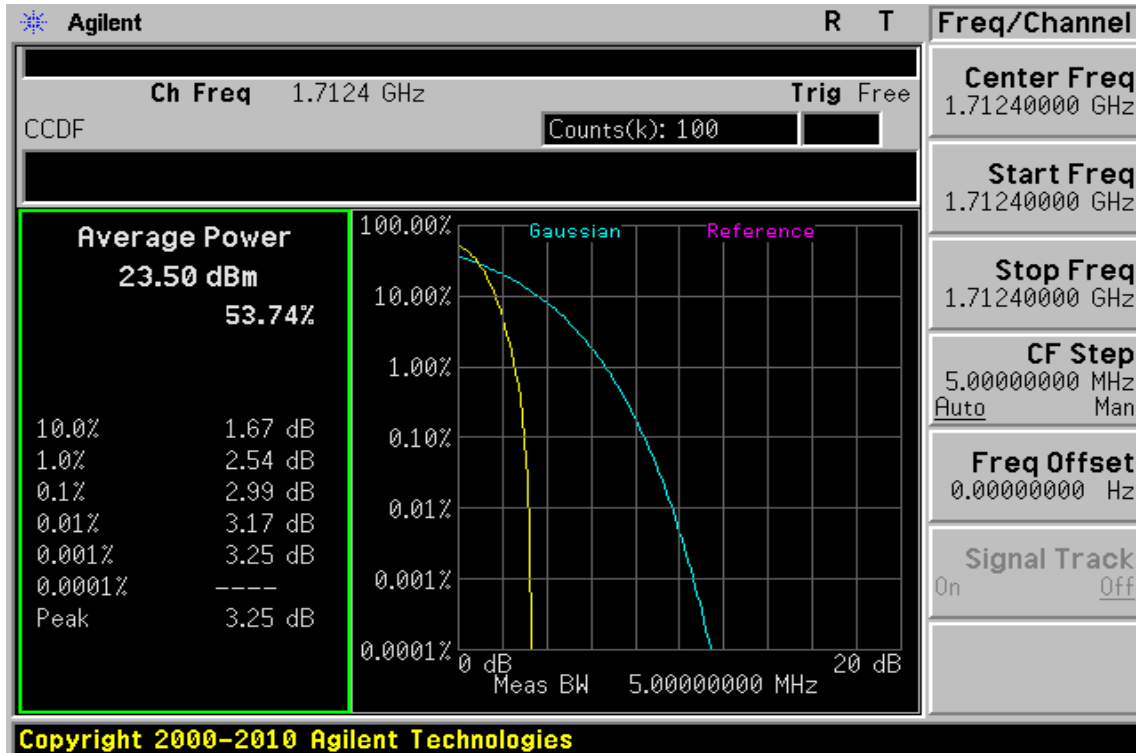 Agilent R T
Ch Freq 1.7124 GHz Trig Free
CCDF Counts(k): 100
Average Power
23.50 dBm
53.74%
10.0% 1.67 dB
1.0% 2.54 dB
0.1% 2.99 dB
0.01% 3.17 dB
0.001% 3.25 dB
0.0001% ----
Peak 3.25 dB
Gaussian Reference
100.00%
10.00%
1.00%
0.10%
0.01%
0.001%
0.0001%
0 dB 20 dB
Meas BW 5.00000000 MHz
Freq/Channel
Center Freq
1.71240000 GHz
Start Freq
1.71240000 GHz
Stop Freq
1.71240000 GHz
CF Step
5.00000000 MHz
Auto Man
Freq Offset
0.00000000 Hz
Signal Track
On Off
Copyright 2000-2010 Agilent Technologies